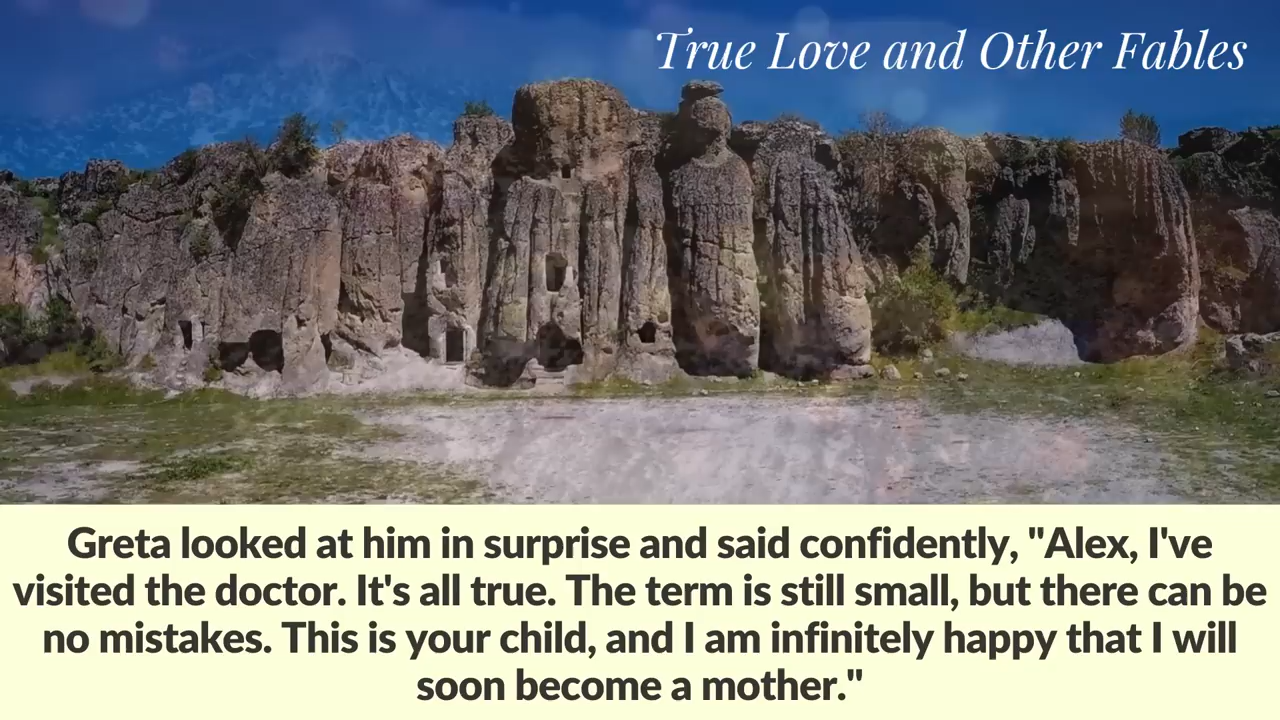 True Love and Other Fables
Greta looked at him in surprise and said confidently, "Alex, I've
visited the doctor. It's all true. The term is still small, but there can be
no mistakes. This is your child, and I am infinitely happy that I will
soon become a mother."